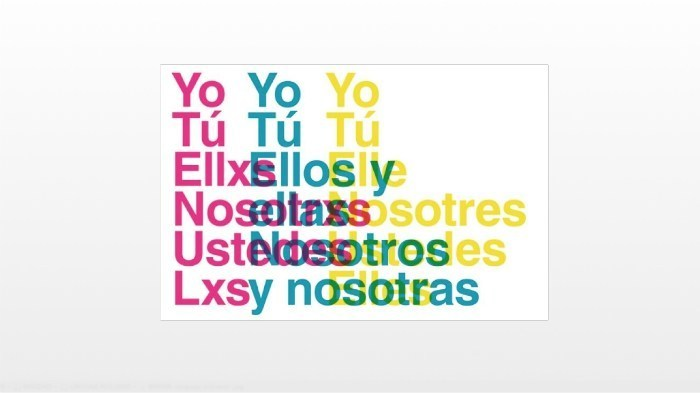 Yo Yo Yo
Tú Tú Tú
Ellxs Ellos y Elle
Nosotrxs ellas Nosotres
Ustedes Nosotros Ustedes
Lxs y nosotras Elles